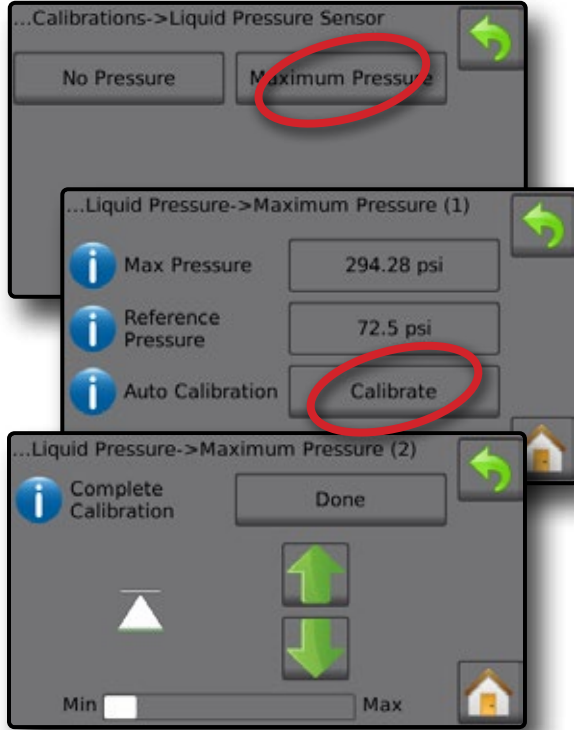 ...Calibrations->Liquid Pressure Sensor
No Pressure
Maximum Pressure
...Liquid Pressure->Maximum Pressure (1)
Max Pressure
294.28 psi
Reference
Pressure
72.5 psi
Auto Calibration
Calibrate
...Liquid Pressure->Maximum Pressure (2)
Complete
Calibration
Done
Min
Max